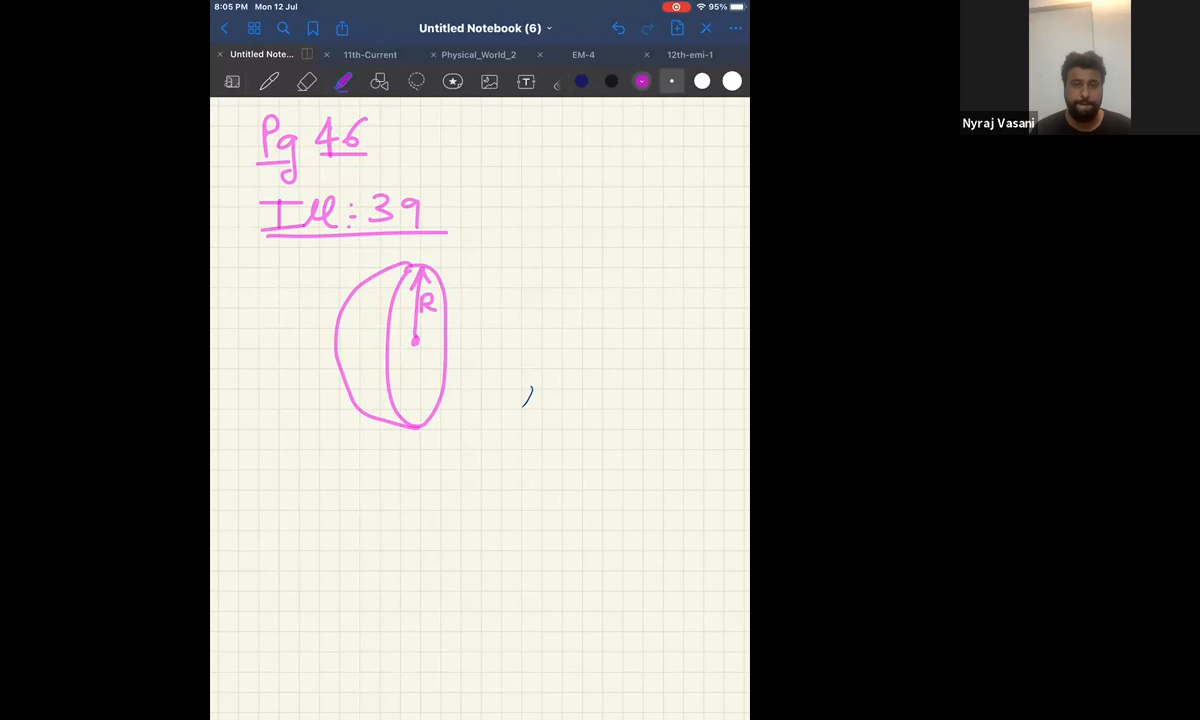 8:05 PM Mon 12 Jul
95%
Untitled Notebook (6)
Untitled Note...
11th-Current
Physical_World_2
EM-4
12th-emi-1
Nyraj Vasani
Pg 46
Ill: 39
R